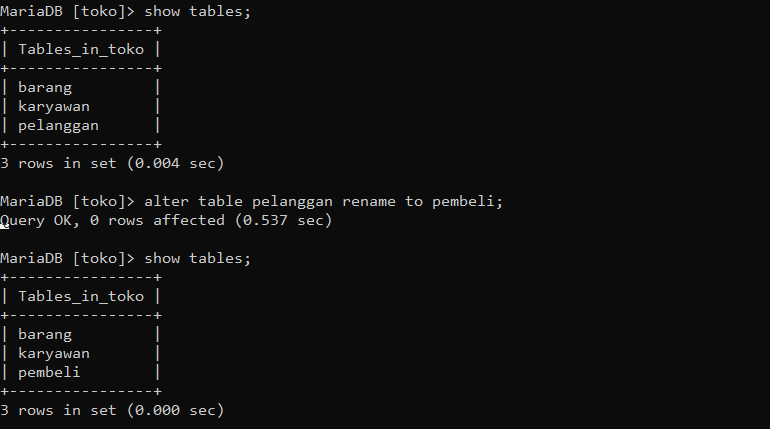 MariaDB [toko]> show tables;
+----------------+
| Tables_in_toko |
+----------------+
| barang         |
| karyawan       |
| pelanggan      |
+----------------+
3 rows in set (0.004 sec)

MariaDB [toko]> alter table pelanggan rename to pembeli;
Query OK, 0 rows affected (0.537 sec)

MariaDB [toko]> show tables;
+----------------+
| Tables_in_toko |
+----------------+
| barang         |
| karyawan       |
| pembeli        |
+----------------+
3 rows in set (0.000 sec)